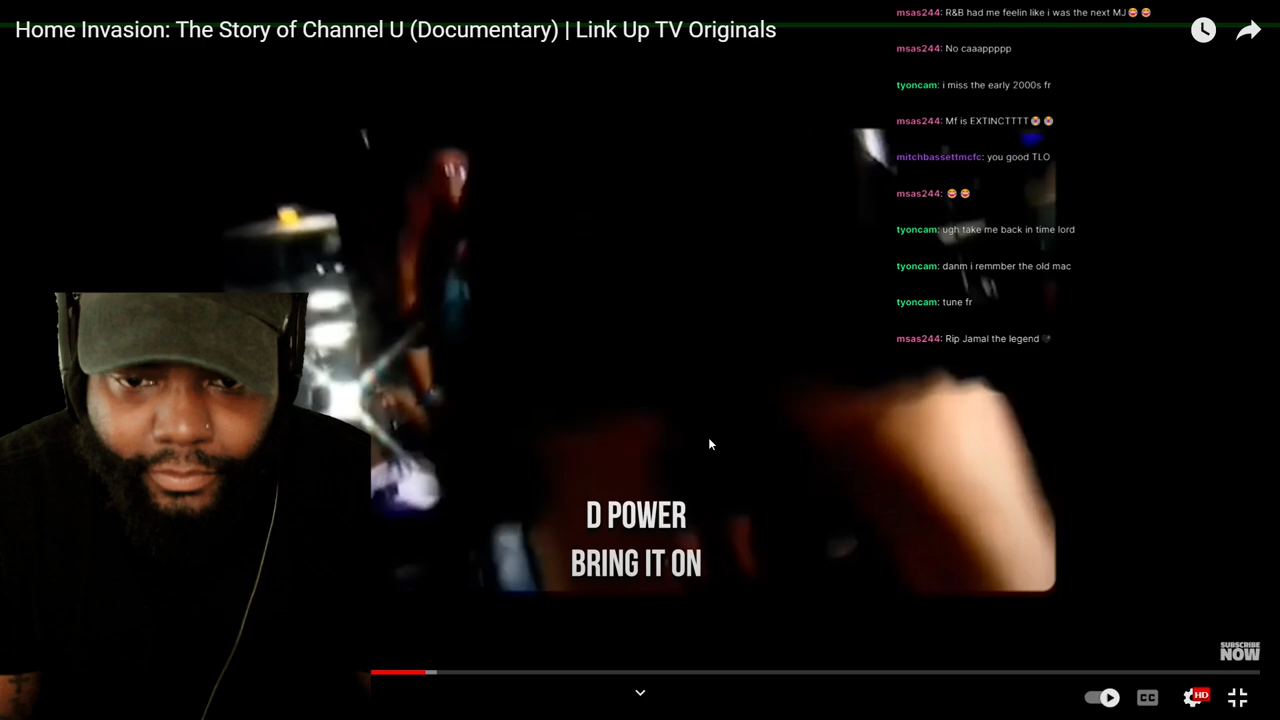 msas244: R&B had me feelin like i was the next MJ😂 😂
Home Invasion: The Story of Channel U (Documentary) | Link Up TV Originals
msas244: No caaappppp
tyoncam: i miss the early 2000s fr
msas244: Mf is EXTINCTTTT😭 😭
mitchbassettmcfc: you good TLO
msas244: 😂 😂
tyoncam: ugh take me back in time lord
tyoncam: danm i remmber the old mac
tyoncam: tune fr
msas244: Rip Jamal the legend🖤
D POWER
BRING IT ON
SUBSCRIBE
NOW
CC
HD